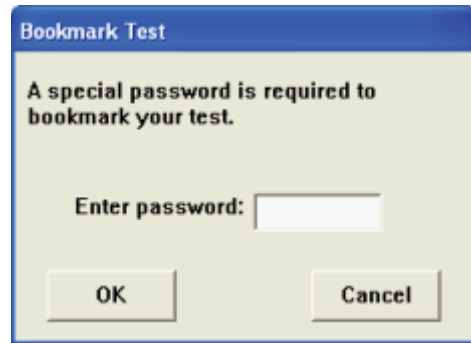 Bookmark Test
A special password is required to
bookmark your test.
Enter password:
OK Cancel